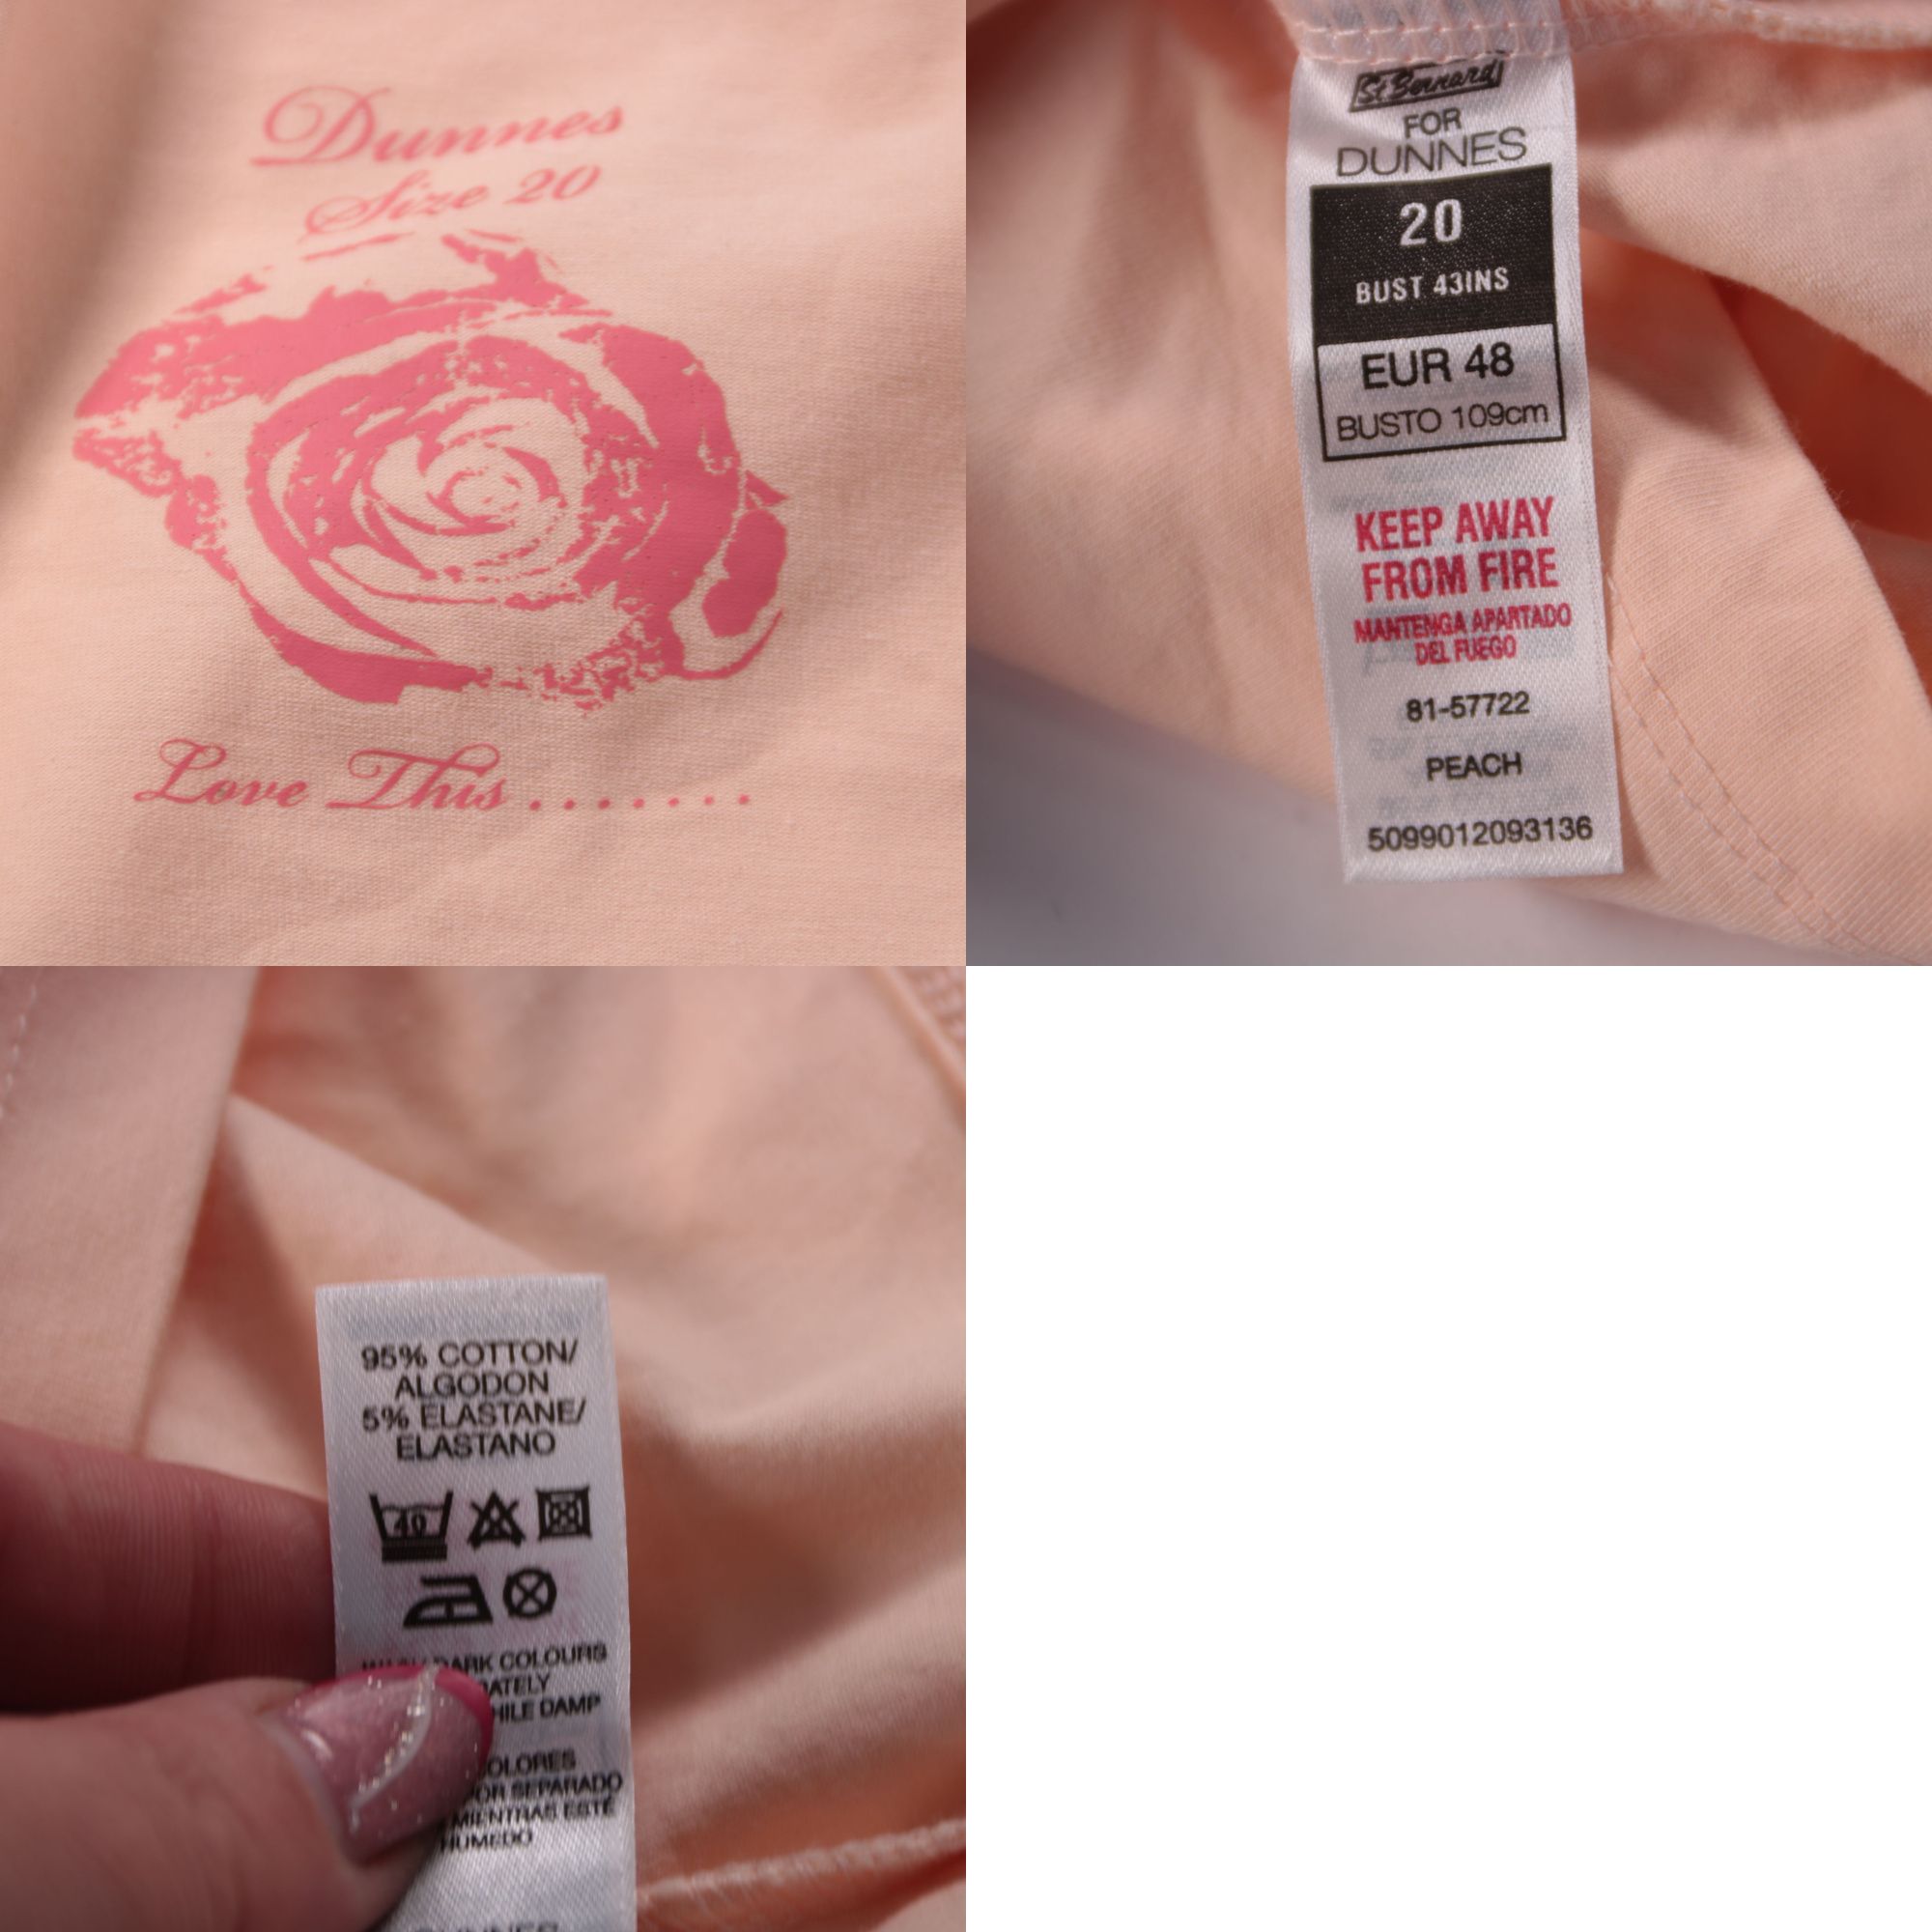 Dunnes
Size 20
Love This.......
St Bernard
FOR
DUNNES
20
BUST 43INS
EUR 48
BUSTO 109cm
KEEP AWAY
FROM FIRE
MANTENGA APARTADO
DEL FUEGO
81-57722
PEACH
5099012093136
95% COTTON/
ALGODON
5% ELASTANE/
ELASTANO
40
DARK COLOURS
DAMP
SEPARADO
MIENTRAS ESTÉ
HUMEDO